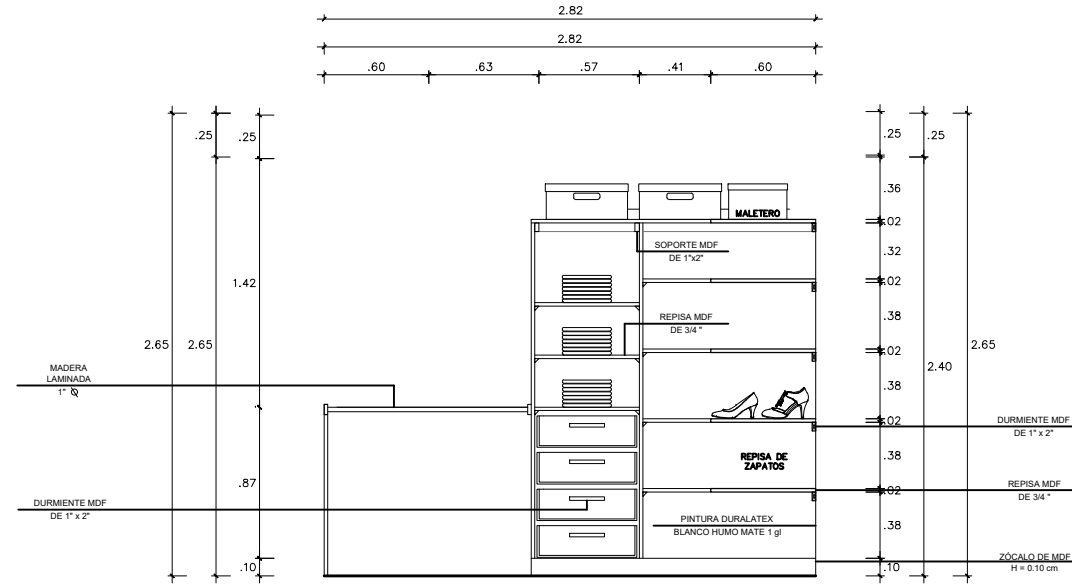 2.82
2.82
.60 .63 .57 .41 .60
.25 .25 .25 .25
.36
MALETERO
.02
SOPORTE MDF
DE 1"x2"
.32
1.42
.02
REPISA MDF
DE 3/4 "
.38
2.65 2.65 2.65
.02
2.40
MADERA
LAMINADA
1"
.38
.02
DURMIENTE MDF
DE 1" x 2"
REPISA DE
ZAPATOS
.38
.87
REPISA MDF
DE 3/4 "
.02
DURMIENTE MDF
DE 1" x 2"
PINTURA DURALATEX
BLANCO HUMO MATE 1 gl
.38
ZÓCALO DE MDF
H = 0.10 cm
.10 .10